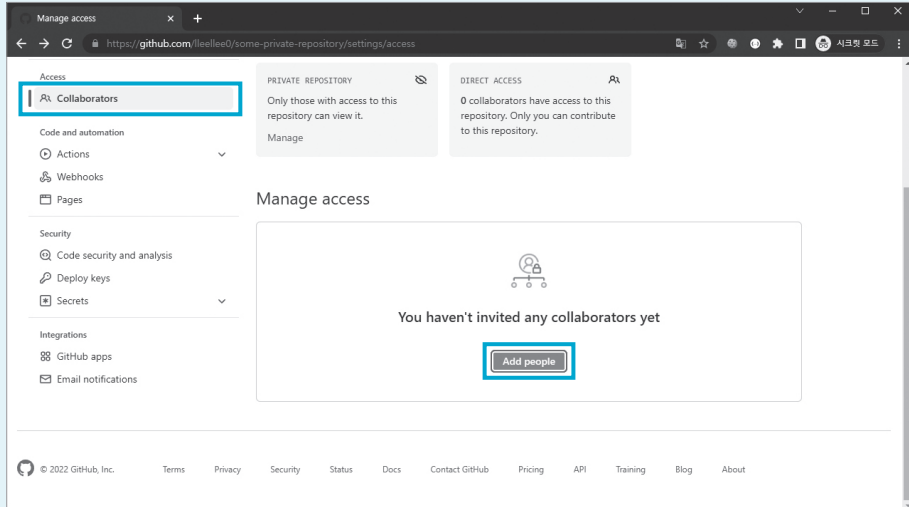 Manage access
https://github.com/lleellee0/some-private-repository/settings/access
시크릿 모드
Access
Collaborators
Code and automation
Actions
Webhooks
Pages
Security
Code security and analysis
Deploy keys
Secrets
Integrations
GitHub apps
Email notifications
PRIVATE REPOSITORY
Only those with access to this
repository can view it.
Manage
DIRECT ACCESS
0 collaborators have access to this
repository. Only you can contribute
to this repository.
Manage access
You haven't invited any collaborators yet
Add people
© 2022 GitHub, Inc.
Terms
Privacy
Security
Status
Docs
Contact GitHub
Pricing
API
Training
Blog
About